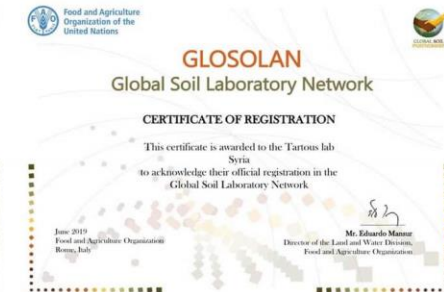 Food and Agriculture
Organization of the
United Nations
GLOBAL SOIL
PARTNERSHIP
GLOSOLAN
Global Soil Laboratory Network
CERTIFICATE OF REGISTRATION
This certificate is awarded to the Tartous lab
Syria
to acknowledge their official registration in the
Global Soil Laboratory Network
June 2019
Food and Agriculture Organization
Rome, Italy
Mr. Eduardo Mansur
Director of the Land and Water Division,
Food and Agriculture Organization